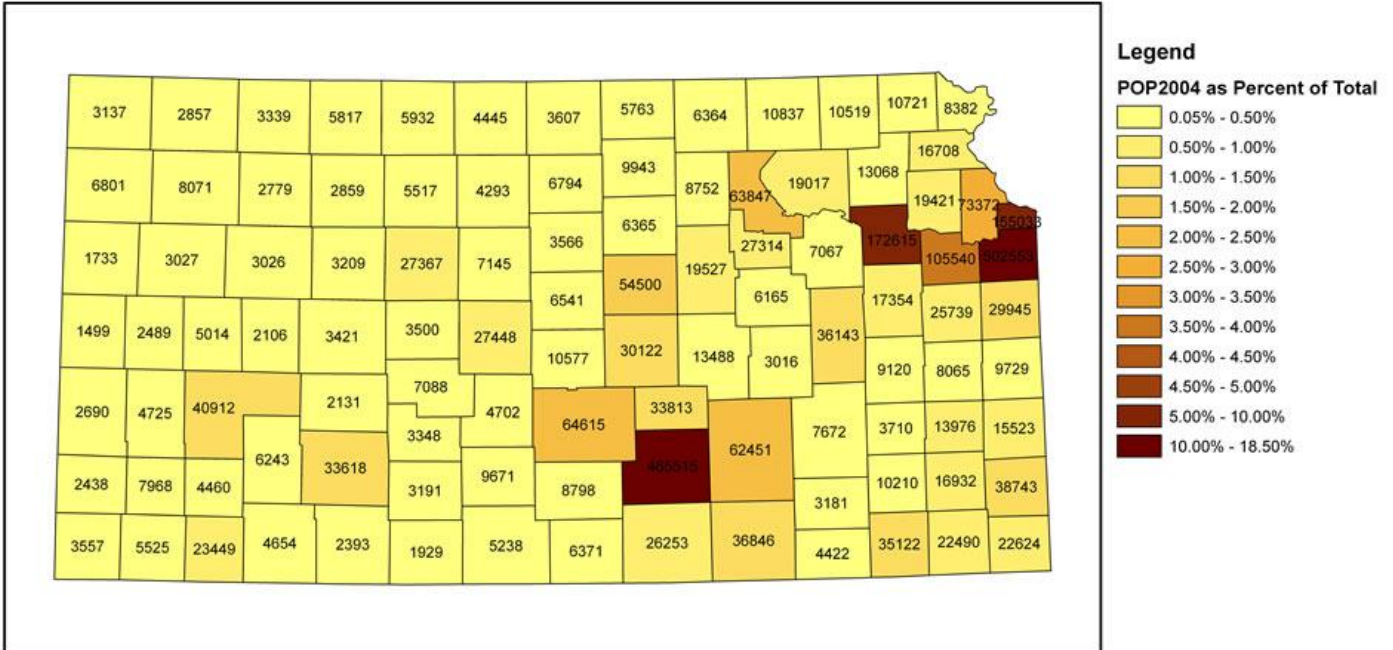 Legend
POP2004 as Percent of Total
0.05% - 0.50%
0.50% - 1.00%
1.00% - 1.50%
1.50% - 2.00%
2.00% - 2.50%
2.50% - 3.00%
3.00% - 3.50%
3.50% - 4.00%
4.00% - 4.50%
4.50% - 5.00%
5.00% - 10.00%
10.00% - 18.50%
3137 2857 3339 5817 5932 4445 3607 5763 6364 10837 10519 10721 8382
6801 8071 2779 2859 5517 4293 6794 9943 8752 63847 19017 13068 16708
19421 73372
1733 3027 3026 3209 27367 7145 3566 6365 19527 27314 7067 172615 105540
1499 2489 5014 2106 3421 3500 27448 6541 54500 6165 17354 25739 29945
10577 30122 13488 3016 36143 9120 8065 9729
2690 4725 40912 2131 7088 4702 64615 33813 62451 7672 3710 13976 15523
6243 33618 3348
2438 7968 4460 3191 9671 8798 3181 10210 16932 38743
3557 5525 23449 4654 2393 1929 5238 6371 26253 36846 4422 35122 22490 22624